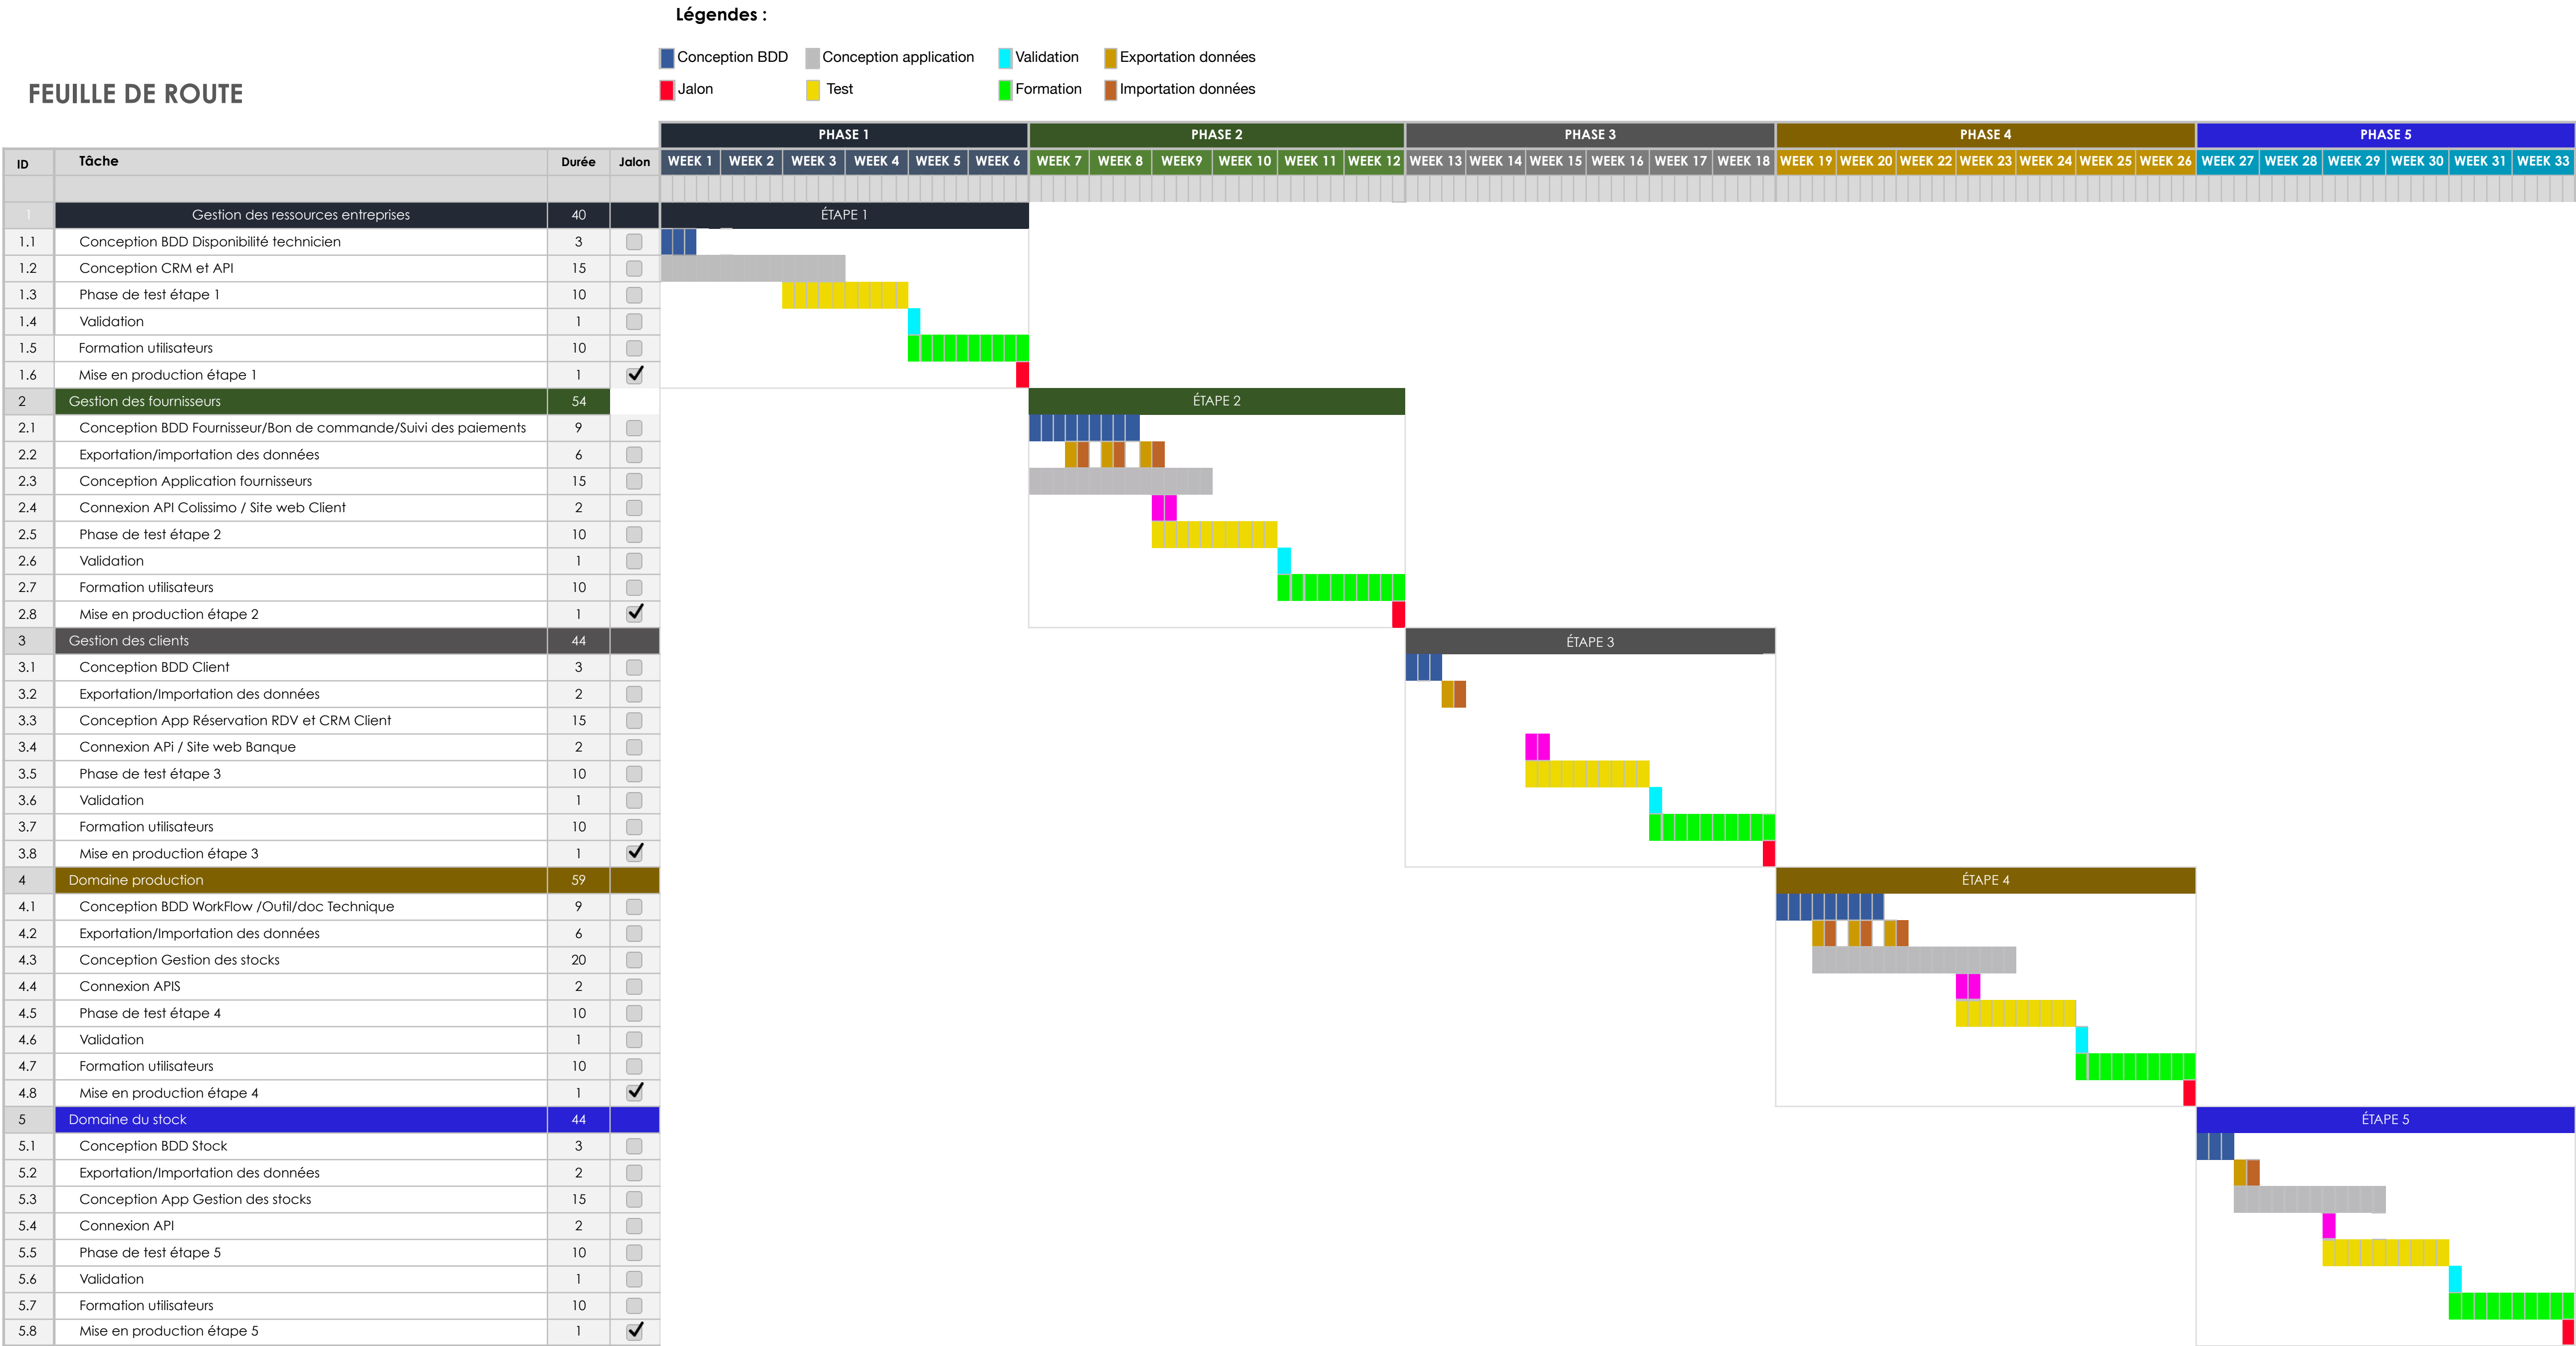 Légendes :
Conception BDD Conception application Validation Exportation données
Jalon Test Formation Importation données
FEUILLE DE ROUTE
PHASE 1 PHASE 2 PHASE 3 PHASE 4 PHASE 5
ID Tâche Durée Jalon WEEK 1 WEEK 2 WEEK 3 WEEK 4 WEEK 5 WEEK 6 WEEK 7 WEEK 8 WEEK9 WEEK 10 WEEK 11 WEEK 12 WEEK 13 WEEK 14 WEEK 15 WEEK 16 WEEK 17 WEEK 18 WEEK 19 WEEK 20 WEEK 22 WEEK 23 WEEK 24 WEEK 25 WEEK 26 WEEK 27 WEEK 28 WEEK 29 WEEK 30 WEEK 31 WEEK 33
1 Gestion des ressources entreprises 40 ÉTAPE 1
1.1 Conception BDD Disponibilité technicien 3
1.2 Conception CRM et API 15
1.3 Phase de test étape 1 10
1.4 Validation 1
1.5 Formation utilisateurs 10
1.6 Mise en production étape 1 1
2 Gestion des fournisseurs 54 ÉTAPE 2
2.1 Conception BDD Fournisseur/Bon de commande/Suivi des paiements 9
2.2 Exportation/importation des données 6
2.3 Conception Application fournisseurs 15
2.4 Connexion API Colissimo / Site web Client 2
2.5 Phase de test étape 2 10
2.6 Validation 1
2.7 Formation utilisateurs 10
2.8 Mise en production étape 2 1
3 Gestion des clients 44 ÉTAPE 3
3.1 Conception BDD Client 3
3.2 Exportation/Importation des données 2
3.3 Conception App Réservation RDV et CRM Client 15
3.4 Connexion APi / Site web Banque 2
3.5 Phase de test étape 3 10
3.6 Validation 1
3.7 Formation utilisateurs 10
3.8 Mise en production étape 3 1
4 Domaine production 59 ÉTAPE 4
4.1 Conception BDD WorkFlow /Outil/doc Technique 9
4.2 Exportation/Importation des données 6
4.3 Conception Gestion des stocks 20
4.4 Connexion APIS 2
4.5 Phase de test étape 4 10
4.6 Validation 1
4.7 Formation utilisateurs 10
4.8 Mise en production étape 4 1
5 Domaine du stock 44 ÉTAPE 5
5.1 Conception BDD Stock 3
5.2 Exportation/Importation des données 2
5.3 Conception App Gestion des stocks 15
5.4 Connexion API 2
5.5 Phase de test étape 5 10
5.6 Validation 1
5.7 Formation utilisateurs 10
5.8 Mise en production étape 5 1